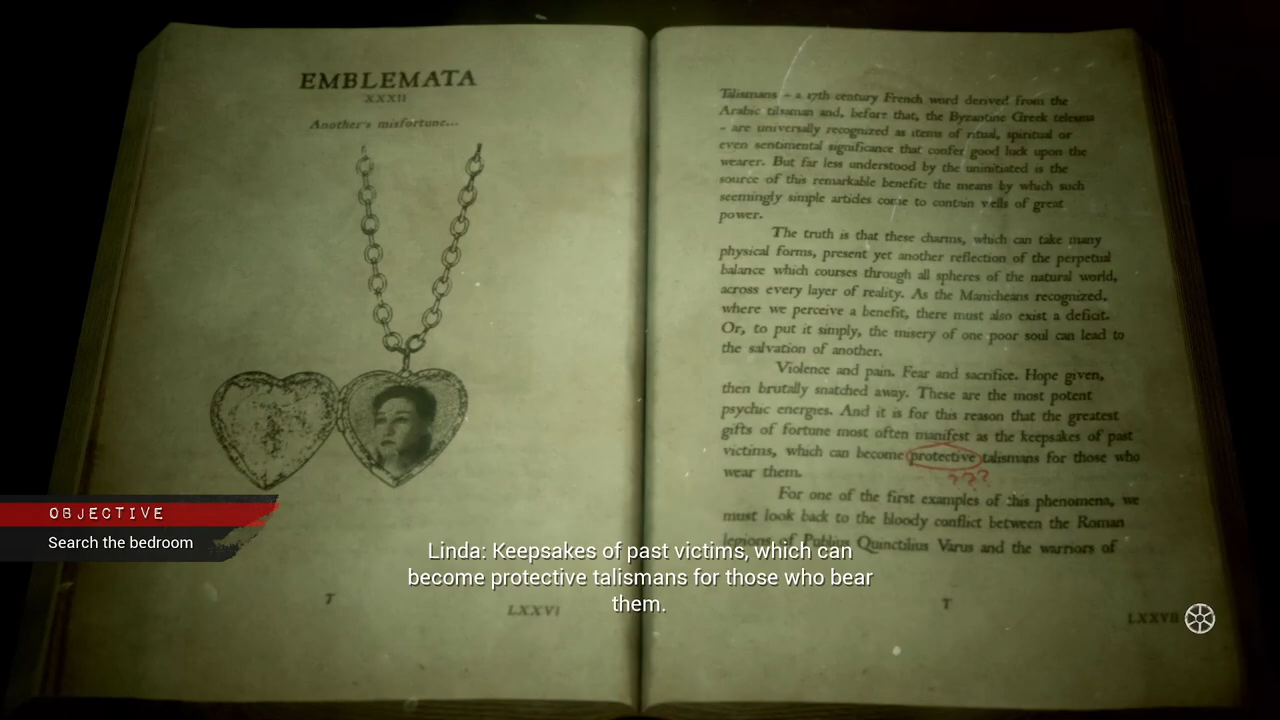 EMBLEMATA
XXXII
Another's misfortune...
T
LXXVI
Talismans – a 17th century French word derived from the
Arabic tilsaman and, before that, the Byzantine Greek telesma
– are universally recognized as items of ritual, spiritual or
even sentimental significance that confer good luck upon the
wearer. But far less understood by the uninitiated is the
source of this remarkable benefit: the means by which such
seemingly simple articles come to contain wells of great
power.
The truth is that these charms, which can take many
physical forms, present yet another reflection of the perpetual
balance which courses through all spheres of the natural world,
across every layer of reality. As the Manicheans recognized,
where we perceive a benefit, there must also exist a deficit.
Or, to put it simply, the misery of one poor soul can lead to
the salvation of another.
Violence and pain. Fear and sacrifice. Hope given,
then brutally snatched away. These are the most potent
psychic energies. And it is for this reason that the greatest
gifts of fortune most often manifest as the keepsakes of past
victims, which can become protective talismans for those who
wear them.
???
For one of the first examples of this phenomena, we
must look back to the bloody conflict between the Roman
legions of Publius Quinctilius Varus and the warriors of
T
LXXVII
OBJECTIVE
Search the bedroom
Linda: Keepsakes of past victims, which can
become protective talismans for those who bear
them.